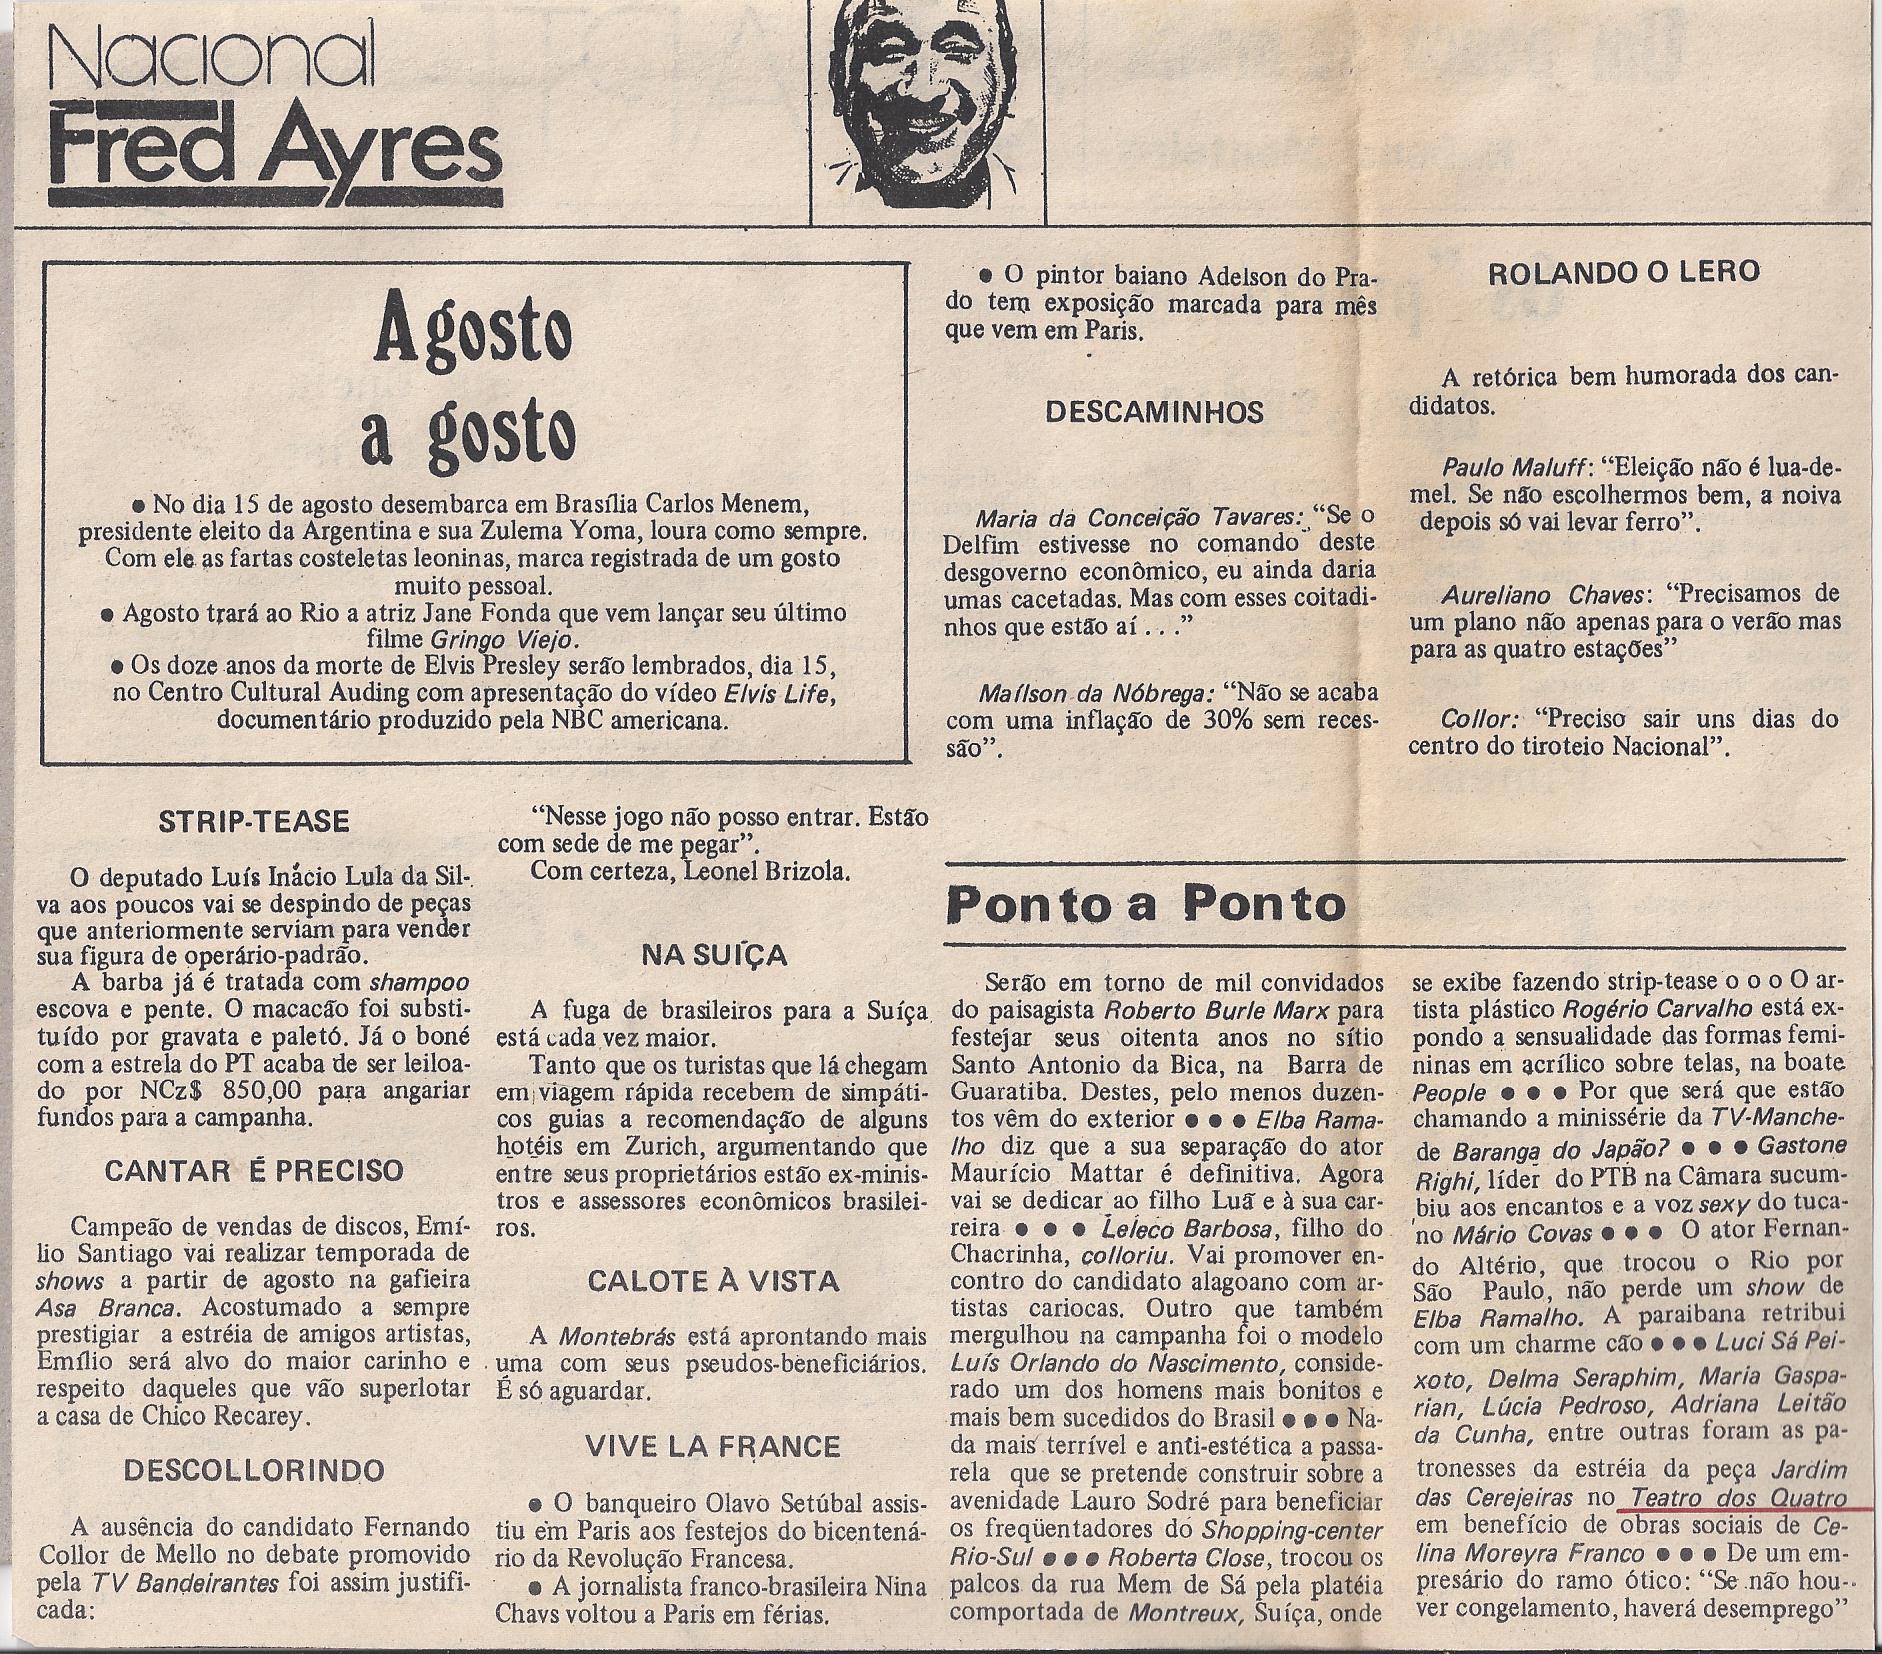 Nacional
Fred Ayres
Agosto
a gosto
● No dia 15 de agosto desembarca em Brasília Carlos Menem,
presidente eleito da Argentina e sua Zulema Yoma, loura como sempre.
Com ele as fartas costeletas leoninas, marca registrada de um gosto
muito pessoal.
● Agosto trará ao Rio a atriz Jane Fonda que vem lançar seu último
filme Gringo Viejo.
● Os doze anos da morte de Elvis Presley serão lembrados, dia 15,
no Centro Cultural Auding com apresentação do vídeo Elvis Life,
documentário produzido pela NBC americana.
STRIP-TEASE
O deputado Luís Inácio Lula da Sil-
va aos poucos vai se despindo de peças
que anteriormente serviam para vender
sua figura de operário-padrão.
A barba já é tratada com shampoo
escova e pente. O macacão foi substi-
tuído por gravata e paletó. Já o boné
com a estrela do PT acaba de ser leiloa-
do por NCz$ 850,00 para angariar
fundos para a campanha.
CANTAR É PRECISO
Campeão de vendas de discos, Emí-
lio Santiago vai realizar temporada de
shows a partir de agosto na gafieira
Asa Branca. Acostumado a sempre
prestigiar a estréia de amigos artistas,
Emílio será alvo do maior carinho e
respeito daqueles que vão superlotar
a casa de Chico Recarey.
DESCOLLORINDO
A ausência do candidato Fernando
Collor de Mello no debate promovido
pela TV Bandeirantes foi assim justifi-
cada:
"Nesse jogo não posso entrar. Estão
com sede de me pegar".
Com certeza, Leonel Brizola.
NA SUÍÇA
A fuga de brasileiros para a Suíça
está cada vez maior.
Tanto que os turistas que lá chegam
em viagem rápida recebem de simpáti-
cos guias a recomendação de alguns
hotéis em Zurich, argumentando que
entre seus proprietários estão ex-minis-
tros e assessores econômicos brasilei-
ros.
CALOTE À VISTA
A Montebrás está aprontando mais
uma com seus pseudos-beneficiários.
É só aguardar.
VIVE LA FRANCE
● O banqueiro Olavo Setúbal assis-
tiu em Paris aos festejos do bicentená-
rio da Revolução Francesa.
● A jornalista franco-brasileira Nina
Chavs voltou a Paris em férias.
● O pintor baiano Adelson do Pra-
do tem exposição marcada para mês
que vem em Paris.
DESCAMINHOS
Maria da Conceição Tavares: "Se o
Delfim estivesse no comando deste
desgoverno econômico, eu ainda daria
umas cacetadas. Mas com esses coitadi-
nhos que estão aí . . ."
Maílson da Nóbrega: "Não se acaba
com uma inflação de 30% sem reces-
são".
ROLANDO O LERO
A retórica bem humorada dos can-
didatos.
Paulo Maluff: "Eleição não é lua-de-
mel. Se não escolhermos bem, a noiva
depois só vai levar ferro".
Aureliano Chaves: "Precisamos de
um plano não apenas para o verão mas
para as quatro estações"
Collor: "Preciso sair uns dias do
centro do tiroteio Nacional".
Ponto a Ponto
Serão em torno de mil convidados
do paisagista Roberto Burle Marx para
festejar seus oitenta anos no sítio
Santo Antonio da Bica, na Barra de
Guaratiba. Destes, pelo menos duzen-
tos vêm do exterior ● ● ● Elba Rama-
lho diz que a sua separação do ator
Maurício Mattar é definitiva. Agora
vai se dedicar ao filho Luã e à sua car-
reira ● ● ● Leleco Barbosa, filho do
Chacrinha, colloriu. Vai promover en-
contro do candidato alagoano com ar-
tistas cariocas. Outro que também
mergulhou na campanha foi o modelo
Luís Orlando do Nascimento, conside-
rado um dos homens mais bonitos e
mais bem sucedidos do Brasil ● ● ● Na-
da mais terrível e anti-estética a passa-
rela que se pretende construir sobre a
avenidade Lauro Sodré para beneficiar
os freqüentadores do Shopping-center
Rio-Sul ● ● ● Roberta Close, trocou os
palcos da rua Mem de Sá pela platéia
comportada de Montreux, Suíça, onde
se exibe fazendo strip-tease o o o O ar-
tista plástico Rogério Carvalho está ex-
pondo a sensualidade das formas femi-
ninas em acrílico sobre telas, na boate
People ● ● ● Por que será que estão
chamando a minissérie da TV-Manche-
de Baranga do Japão? ● ● ● Gastone
Righi, líder do PTB na Câmara sucum-
biu aos encantos e a voz sexy do tuca-
no Mário Covas ● ● ● O ator Fernan-
do Altério, que trocou o Rio por
São Paulo, não perde um show de
Elba Ramalho. A paraibana retribui
com um charme cão ● ● ● Luci Sá Pei-
xoto, Delma Seraphim, Maria Gaspa-
rian, Lúcia Pedroso, Adriana Leitão
da Cunha, entre outras foram as pa-
tronesses da estréia da peça Jardim
das Cerejeiras no Teatro dos Quatro
em benefício de obras sociais de Ce-
lina Moreyra Franco ● ● ● De um em-
presário do ramo ótico: "Se não hou-
ver congelamento, haverá desemprego"